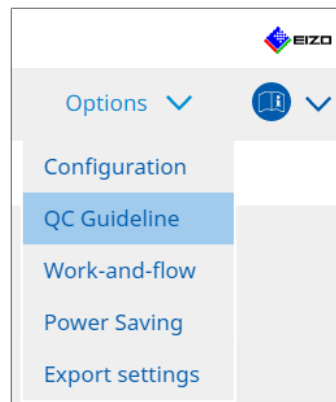 EIZO
Options
Configuration
QC Guideline
Work-and-flow
Power Saving
Export settings